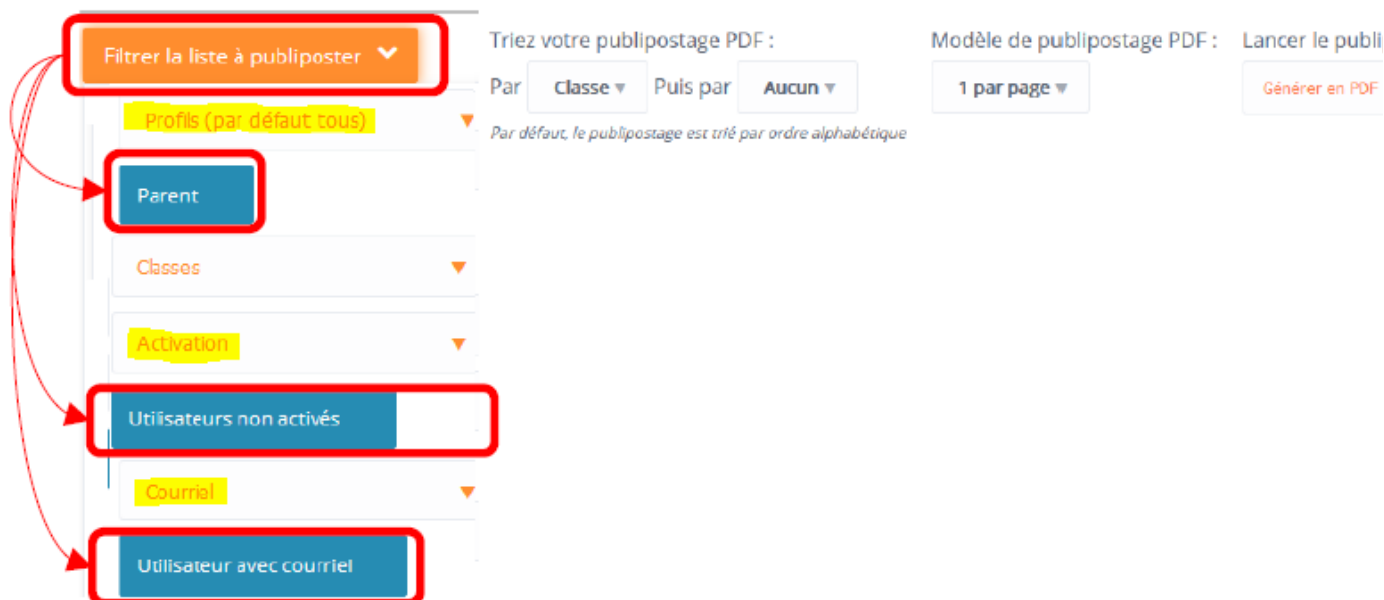 Filtrer la liste à publiposter
Profils (par défaut tous)
Parent
Classes
Activation
Utilisateurs non activés
Courriel
Utilisateur avec courriel
Triez votre publipostage PDF :
Par Classe Puis par Aucun
Par défaut, le publipostage est trié par ordre alphabétique
Modèle de publipostage PDF :
1 par page
Lancer le publi
Générer en PDF